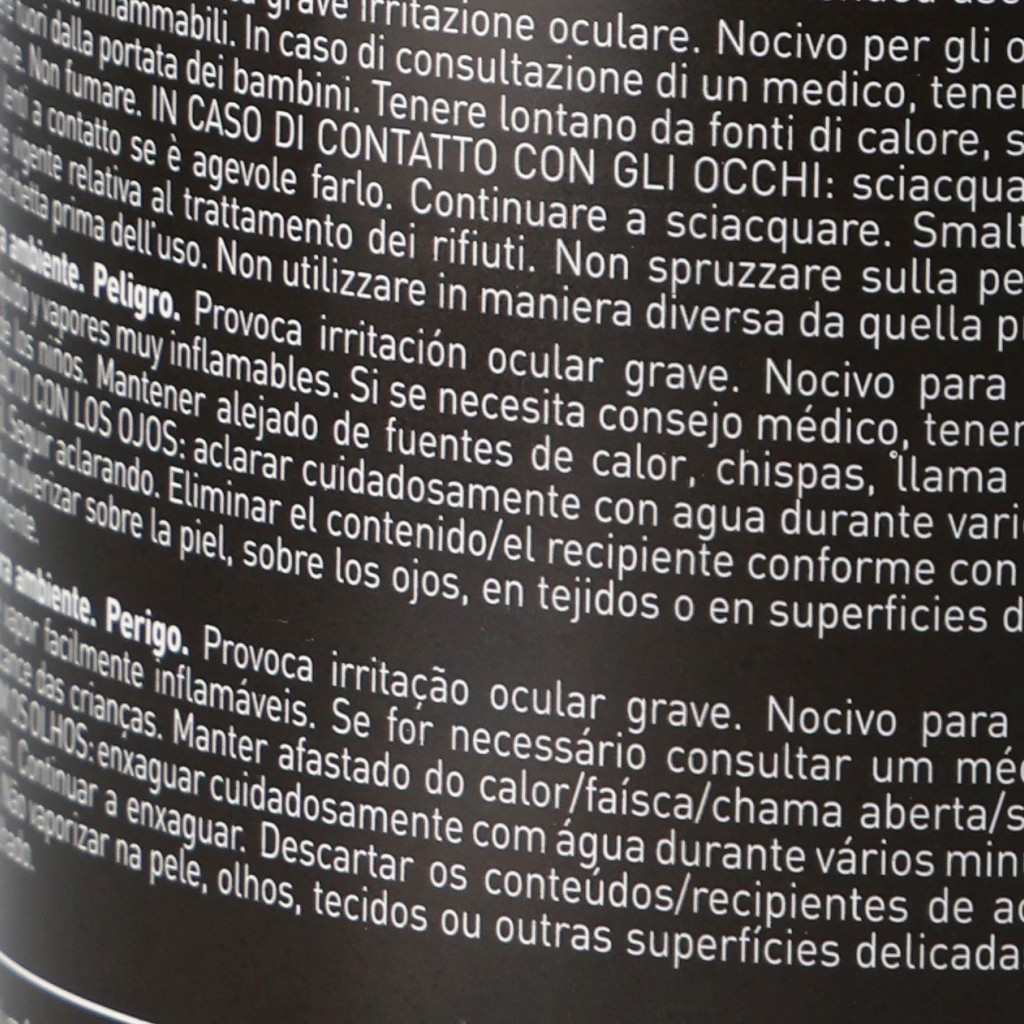 grave irritazione oculare. Nocivo per gli
infiammabili. In caso di consultazione di un medico, tener
fuori dalla portata dei bambini. Tenere lontano da fonti di calore, s
Non fumare. IN CASO DI CONTATTO CON GLI OCCHI: sciacqua
lenti a contatto se è agevole farlo. Continuare a sciacquare. Smalt
vigente relativa al trattamento dei rifiuti. Non spruzzare sulla pe
prima dell'uso. Non utilizzare in maniera diversa da quella p
ambiente. Peligro. Provoca irritación ocular grave. Nocivo para
y vapores muy inflamables. Si se necesita consejo médico, tener
de los niños. Mantener alejado de fuentes de calor, chispas, llama
CON LOS OJOS: aclarar cuidadosamente con agua durante vari
Seguir aclarando. Eliminar el contenido/el recipiente conforme con
pulverizar sobre la piel, sobre los ojos, en tejidos o en superficies d
ambiente. Perigo. Provoca irritação ocular grave. Nocivo para
vapor facilmente inflamáveis. Se for necessário consultar um méd
das crianças. Manter afastado do calor/faísca/chama aberta/s
OLHOS: enxaguar cuidadosamente com água durante vários min
Continuar a enxaguar. Descartar os conteúdos/recipientes de ac
Não vaporizar na pele, olhos, tecidos ou outras superfícies delicada